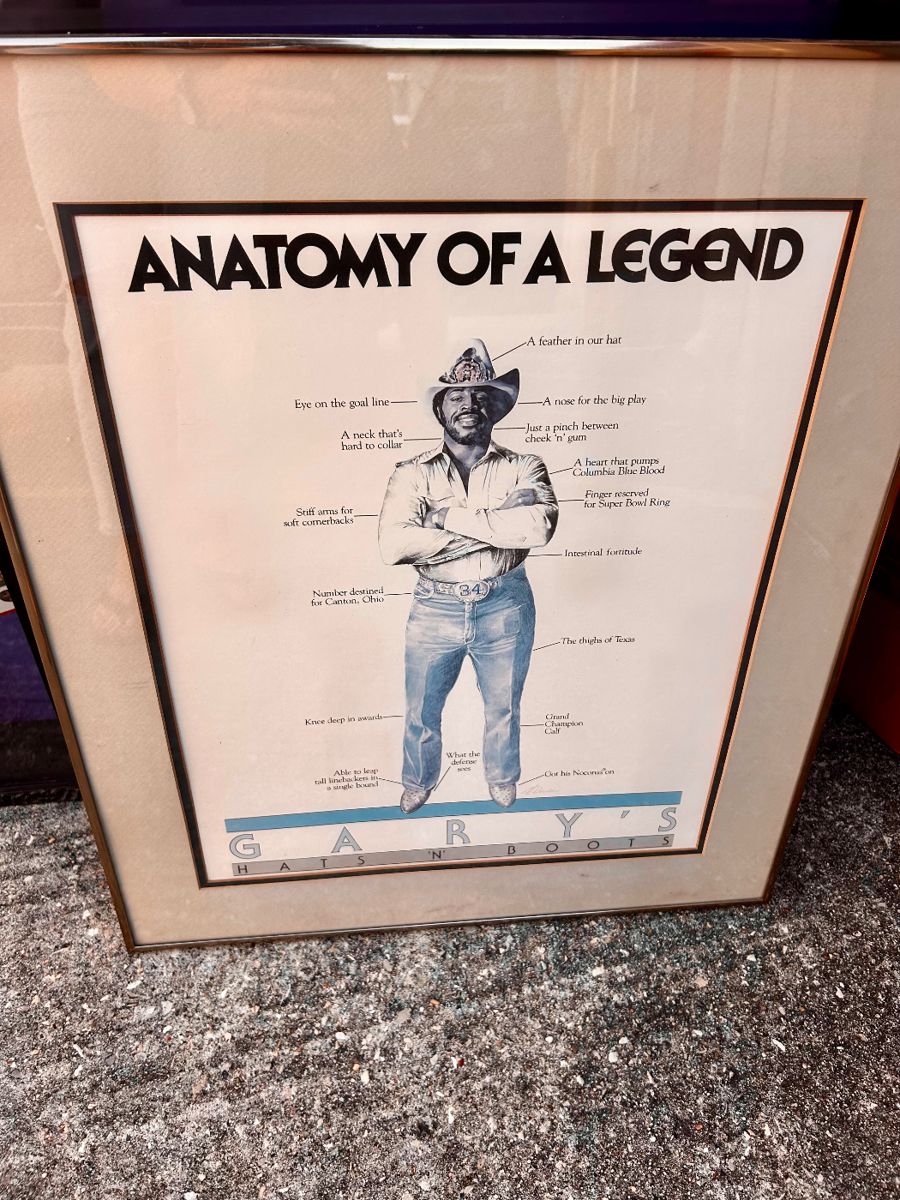 ANATOMY OF A LEGEND
A feather in our hat
Eye on the goal line
A nose for the big play
Just a pinch between
cheek 'n' gum
A neck that's
hard to collar
A heart that pumps
Columbia Blue Blood
Finger reserved
for Super Bowl Ring
Stiff arms for
soft cornerbacks
Intestinal fortitude
34
Number destined
for Canton, Ohio
The thighs of Texas
Knee deep in awards
Grand
Champion
Calf
What the
defense
sees
Able to leap
tall linebackers in
a single bound
Got his Noconas on
GARY'S
HATS 'N' BOOTS